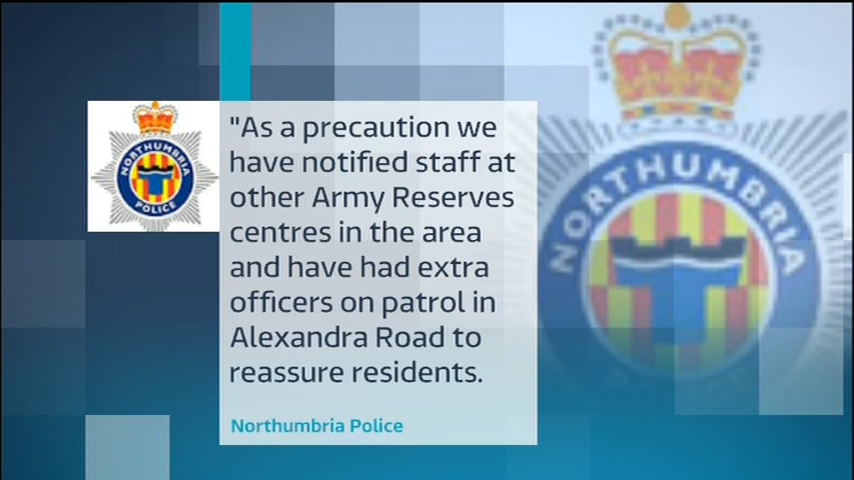 NORTHUMBRIA
POLICE
"As a precaution we
have notified staff at
other Army Reserves
centres in the area
and have had extra
officers on patrol in
Alexandra Road to
reassure residents.
Northumbria Police
NORTHUMBRIA
POLICE